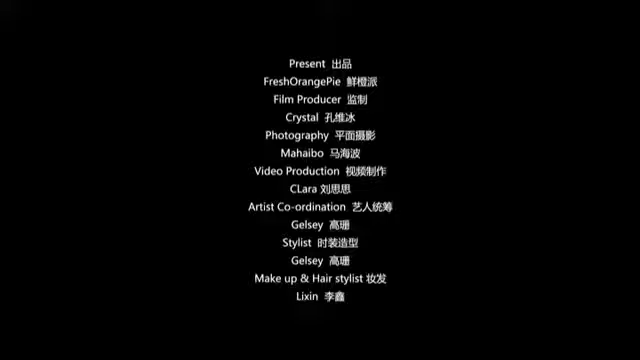 Present 出品
FreshOrangePie 鲜橙派
Film Producer 监制
Crystal 孔维冰
Photography 平面摄影
Mahaibo 马海波
Video Production 视频制作
CLara 刘思思
Artist Co-ordination 艺人统筹
Gelsey 高珊
Stylist 时装造型
Gelsey 高珊
Make up & Hair stylist 妆发
Lixin 李鑫